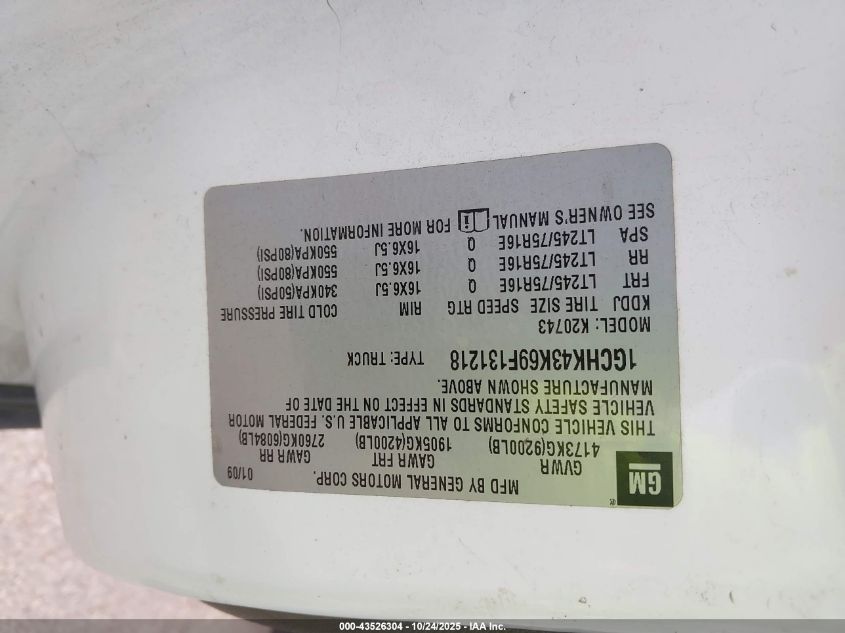 GM
®
MFD BY GENERAL MOTORS CORP. 01/09
GVWR GAWR FRT GAWR RR
4173KG(9200LB) 1905KG(4200LB) 2760KG(6084LB)
THIS VEHICLE CONFORMS TO ALL APPLICABLE U.S. FEDERAL MOTOR
VEHICLE SAFETY STANDARDS IN EFFECT ON THE DATE OF
MANUFACTURE SHOWN ABOVE.
1GCHK43K69F131218 TYPE: TRUCK
MODEL: K20743
KDDJ TIRE SIZE SPEED RTG RIM COLD TIRE PRESSURE
FRT LT245/75R16E Q 16X6.5J 340KPA(50PSI)
RR LT245/75R16E Q 16X6.5J 550KPA(80PSI)
SPA LT245/75R16E Q 16X6.5J 550KPA(80PSI)
SEE OWNER'S MANUAL i FOR MORE INFORMATION.
000-43526304 - 10/24/2025 - IAA Inc.